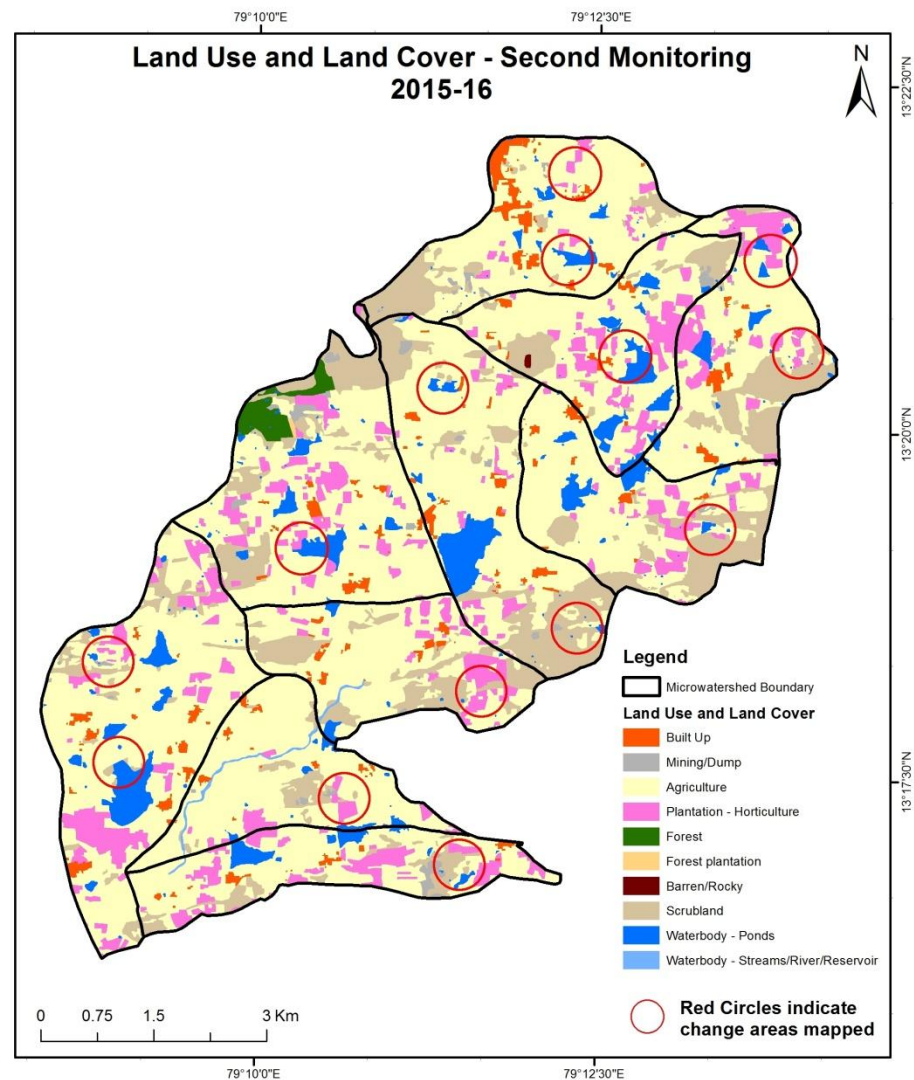 79°10'0"E 79°12'30"E
Land Use and Land Cover - Second Monitoring
2015-16
N
13°22'30"N
13°20'0"N
13°17'30"N
Legend
Microwatershed Boundary
Land Use and Land Cover
Built Up
Mining/Dump
Agriculture
Plantation - Horticulture
Forest
Forest plantation
Barren/Rocky
Scrubland
Waterbody - Ponds
Waterbody - Streams/River/Reservoir
Red Circles indicate
change areas mapped
0 0.75 1.5 3 Km
79°10'0"E 79°12'30"E